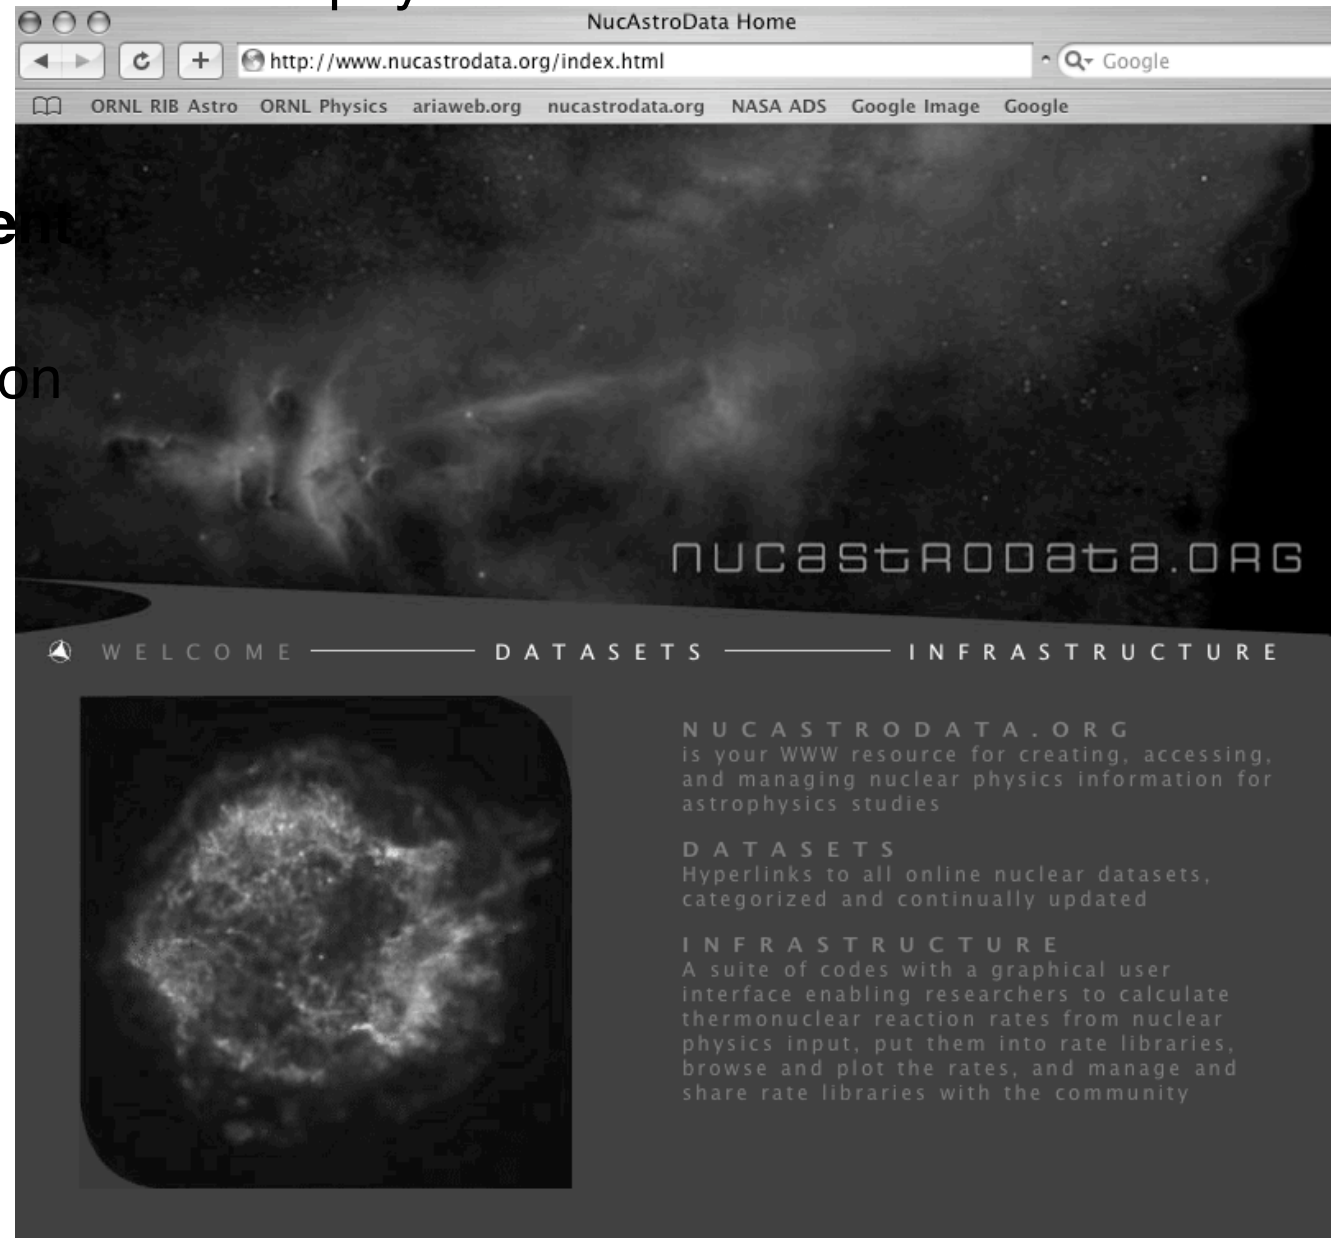 NucAstroData Home
http://www.nucastrodata.org/index.html
Google
ORNL RIB Astro ORNL Physics ariaweb.org nucastrodata.org NASA ADS Google Image Google
ent
on
nucastrodata.org
WELCOME DATASETS INFRASTRUCTURE
NUCASTRODATA.ORG
is your WWW resource for creating, accessing,
and managing nuclear physics information for
astrophysics studies
DATASETS
Hyperlinks to all online nuclear datasets,
categorized and continually updated
INFRASTRUCTURE
A suite of codes with a graphical user
interface enabling researchers to calculate
thermonuclear reaction rates from nuclear
physics input, put them into rate libraries,
browse and plot the rates, and manage and
share rate libraries with the community